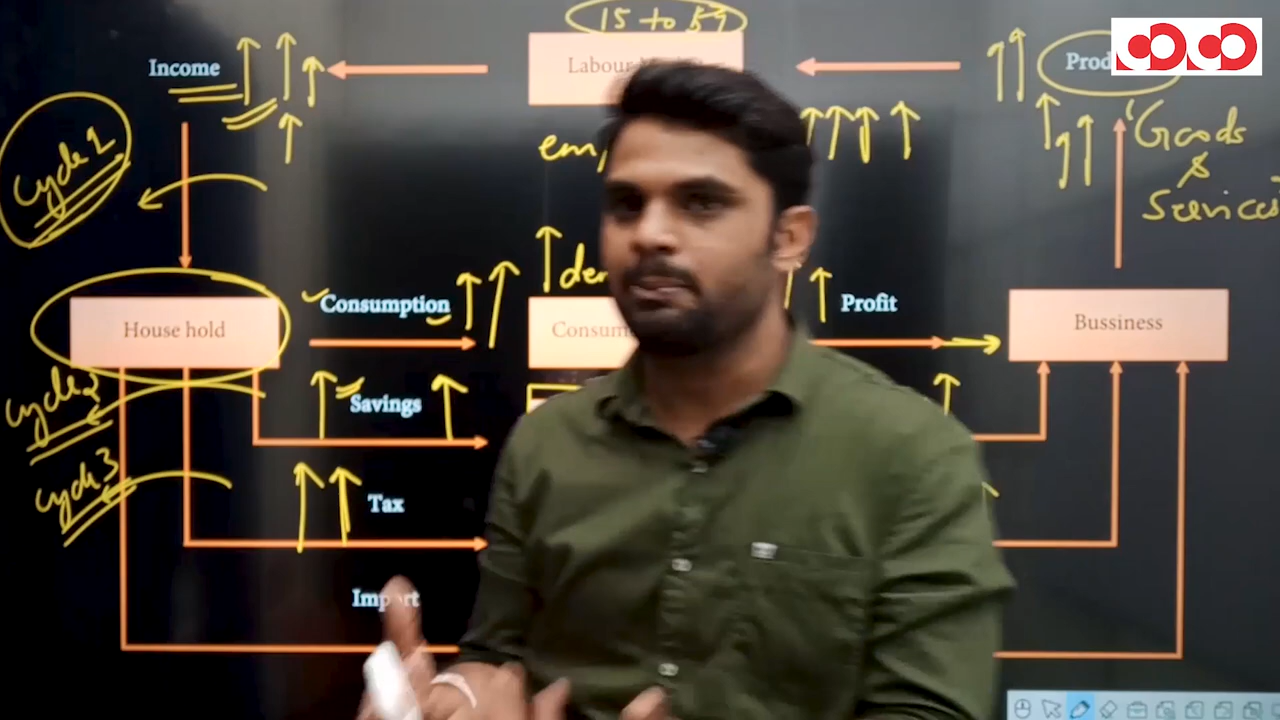 15 to 59
Income
Labour
Goods
&
Services
Cycle 1
House hold
Consumption
Profit
Bussiness
Cycle 2
Savings
Cycle 3
Tax
Import